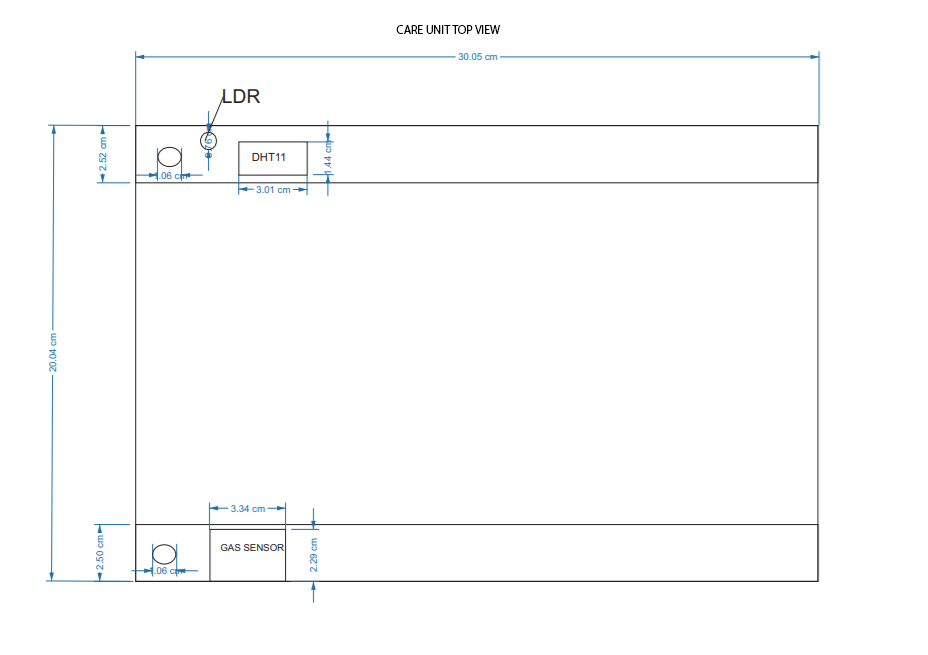 CARE UNIT TOP VIEW
30.05 cm
LDR
2.52 cm
0.76 c
DHT11
1.44 cm
1.06 cm
3.01 cm
20.04 cm
3.34 cm
2.50 cm
GAS SENSOR
2.29 cm
1.06 cm